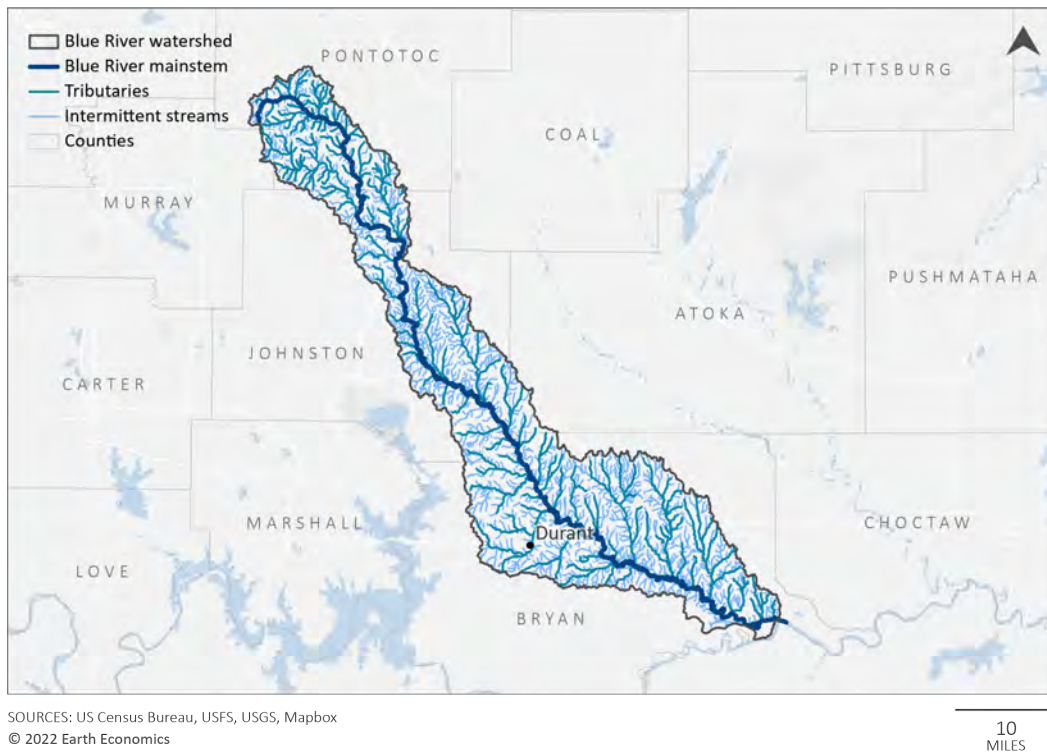 Blue River watershed
Blue River mainstem
Tributaries
Intermittent streams
Counties
PONTOTOC
PITTSBURG
COAL
MURRAY
PUSHMATAHA
ATOKA
JOHNSTON
CARTER
MARSHALL
CHOCTAW
Durant
LOVE
BRYAN
SOURCES: US Census Bureau, USFS, USGS, Mapbox
© 2022 Earth Economics
10
MILES